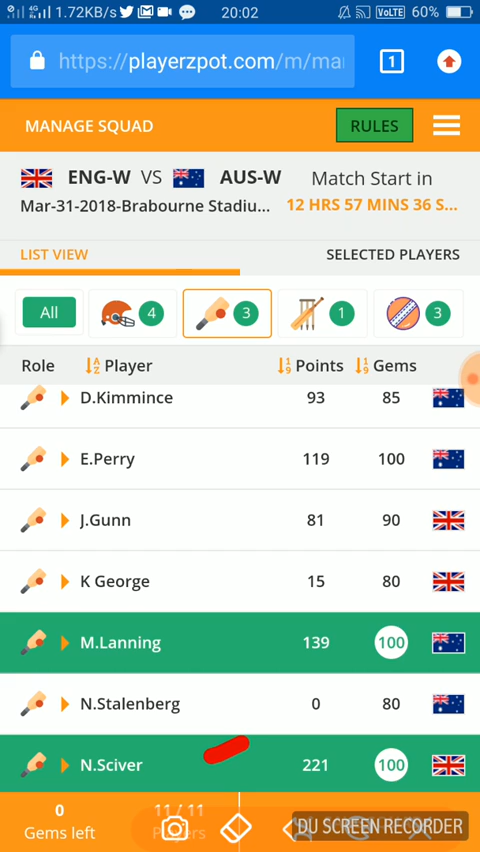 4G 1.72KB/s 20:02 VoLTE 60%
https://playerzpot.com/m/ma
1
MANAGE SQUAD RULES
ENG-W VS AUS-W Match Start in
Mar-31-2018-Brabourne Stadiu... 12 HRS 57 MINS 36 S...
LIST VIEW SELECTED PLAYERS
All 4 3 1 3
Role Player Points Gems
D.Kimmince 93 85
E.Perry 119 100
J.Gunn 81 90
K George 15 80
M.Lanning 139 100
N.Stalenberg 0 80
N.Sciver 221 100
0 11 / 11
Gems left Players
DU SCREEN RECORDER